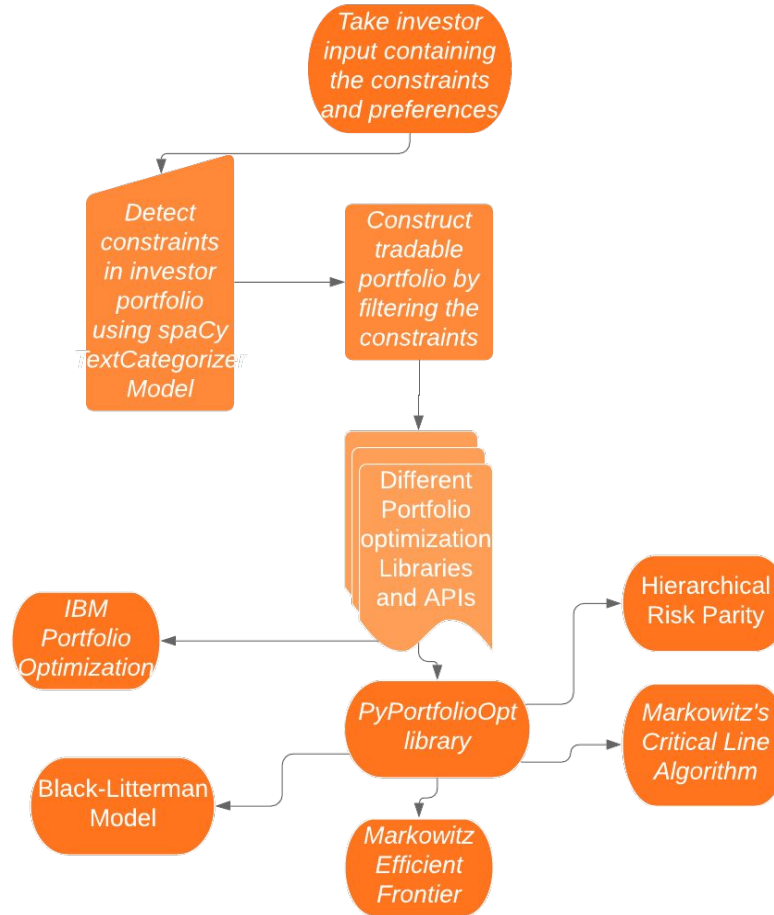 Take investor
input containing
the constraints
and preferences
Detect
constraints
in investor
portfolio
using spaCy
TextCategorizer
Model
Construct
tradable
portfolio by
filtering the
constraints
Different
Portfolio
optimization
Libraries
and APIs
IBM
Portfolio
Optimization
Hierarchical
Risk Parity
PyPortfolioOpt
library
Markowitz's
Critical Line
Algorithm
Black-Litterman
Model
Markowitz
Efficient
Frontier